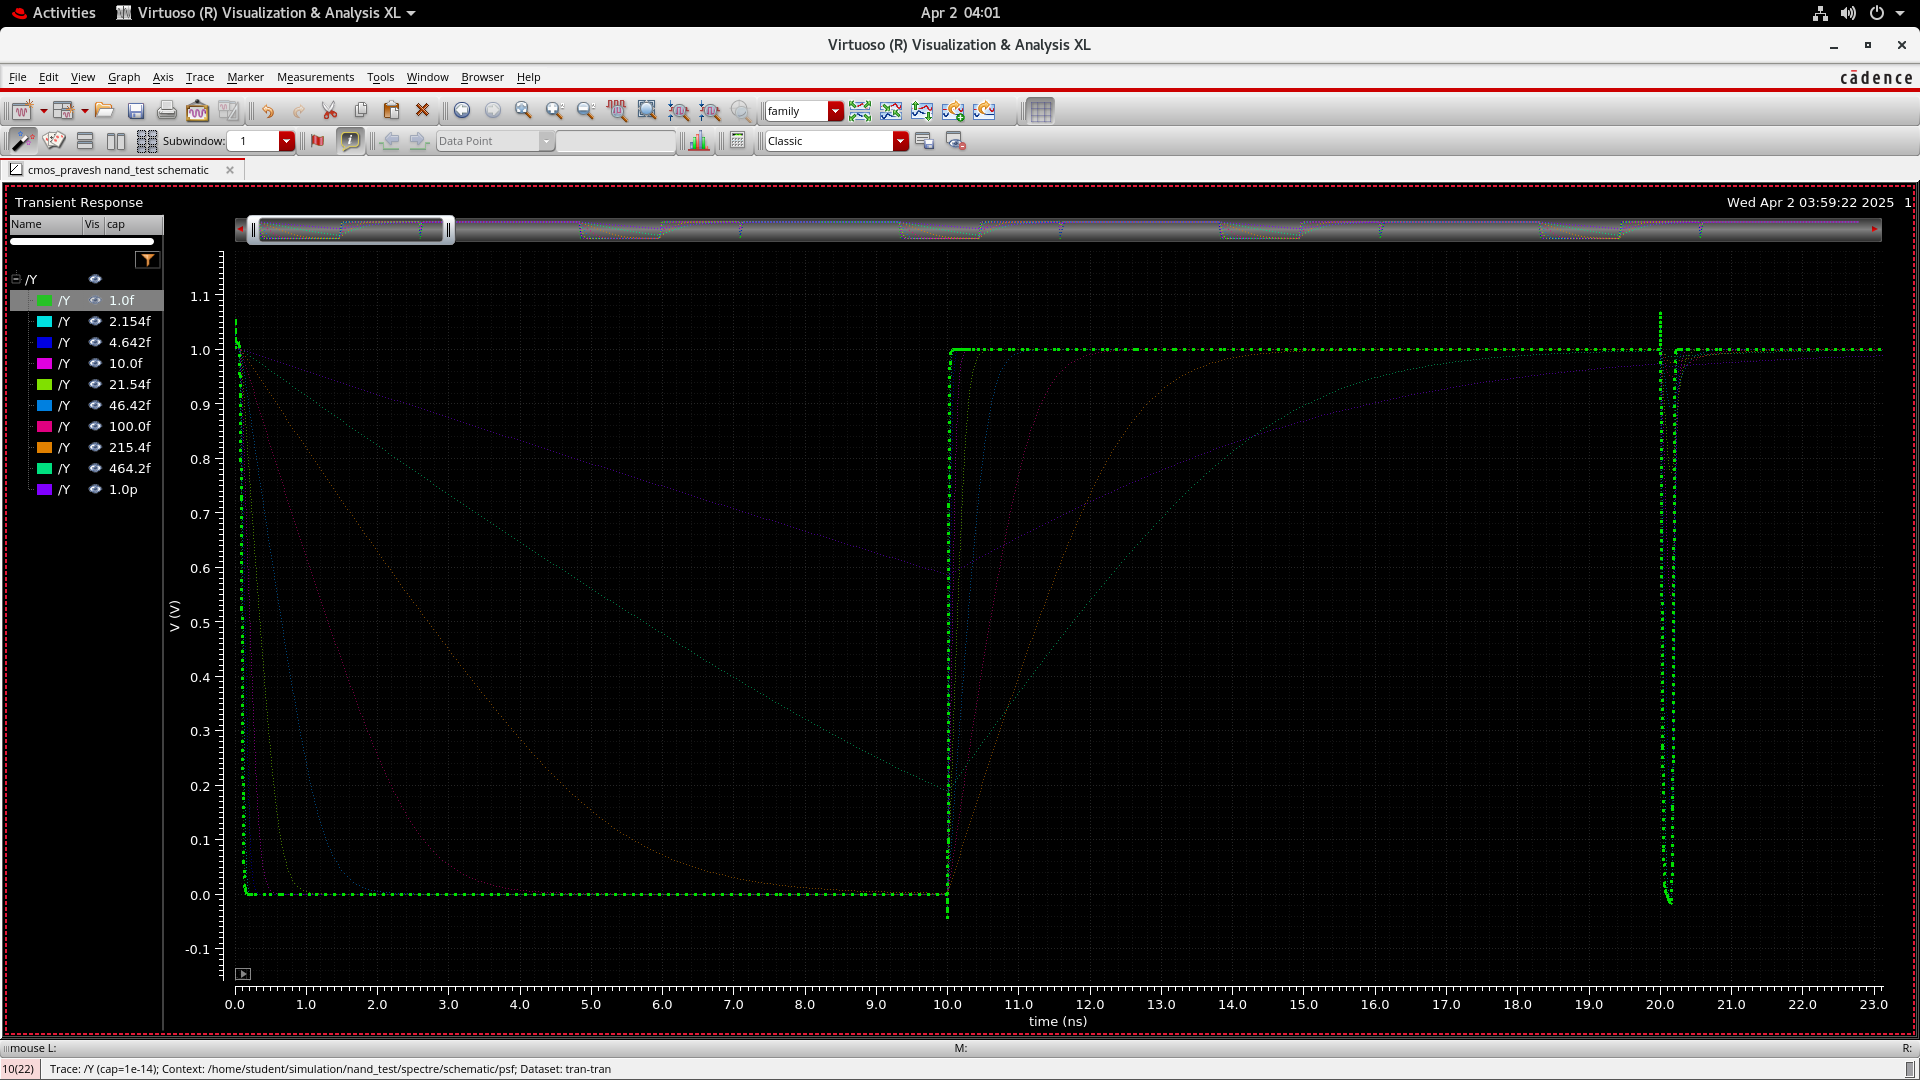 Activities Virtuoso (R) Visualization & Analysis XL Apr 2 04:01
Virtuoso (R) Visualization & Analysis XL
File Edit View Graph Axis Trace Marker Measurements Tools Window Browser Help cādence
family
Subwindow: 1 Data Point Classic
cmos_pravesh nand_test schematic
Transient Response Wed Apr 2 03:59:22 2025 1
Name Vis cap
/Y
/Y 1.0f
/Y 2.154f
/Y 4.642f
/Y 10.0f
/Y 21.54f
/Y 46.42f
/Y 100.0f
/Y 215.4f
/Y 464.2f
/Y 1.0p
1.1
1.0
0.9
0.8
0.7
0.6
0.5
0.4
0.3
0.2
0.1
0.0
-0.1
V (V)
0.0 1.0 2.0 3.0 4.0 5.0 6.0 7.0 8.0 9.0 10.0 11.0 12.0 13.0 14.0 15.0 16.0 17.0 18.0 19.0 20.0 21.0 22.0 23.0
time (ns)
mouse L: M: R:
10(22) Trace: /Y (cap=1e-14); Context: /home/student/simulation/nand_test/spectre/schematic/psf; Dataset: tran-tran